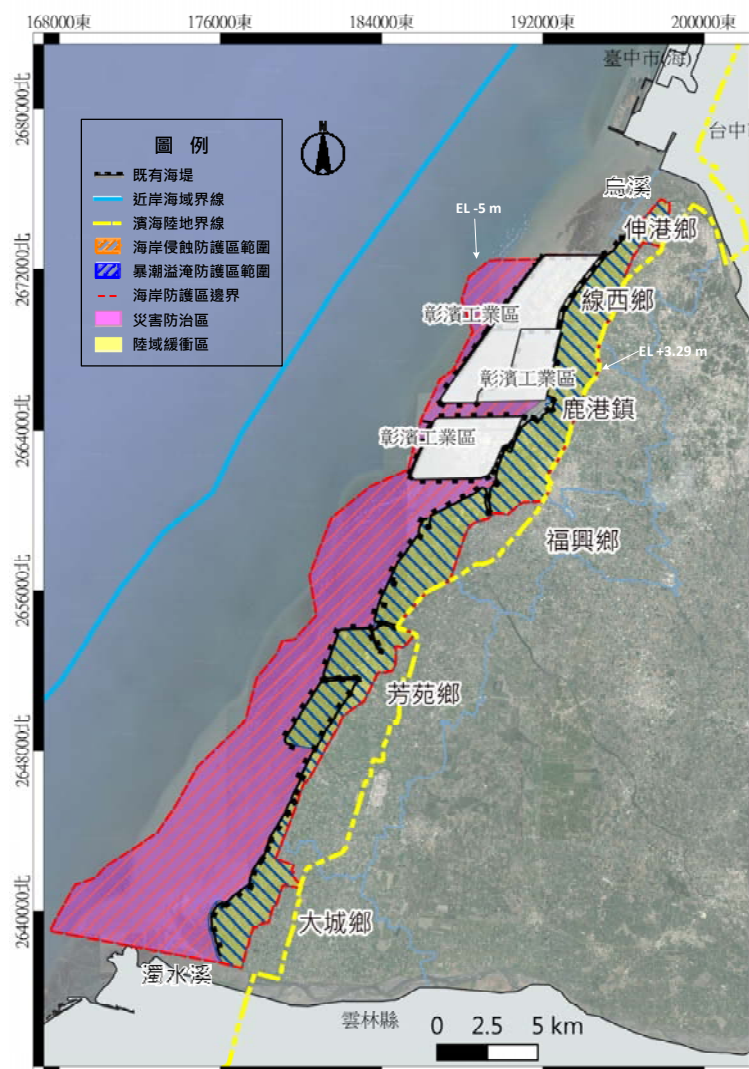 168000東 176000東 184000東 192000東 200000東
臺中市(海)
2680000北
台中
圖 例
N
既有海堤
近岸海域界線
烏溪
濱海陸地界線
EL -5 m
伸港鄉
海岸侵蝕防護區範圍
2672000北
暴潮溢淹防護區範圍
海岸防護區邊界
線西鄉
彰濱工業區
災害防治區
陸域緩衝區
EL +3.29 m
彰濱工業區
鹿港鎮
2664000北
彰濱工業區
福興鄉
2656000北
芳苑鄉
2648000北
2640000北
大城鄉
濁水溪
雲林縣
0 2.5 5 km